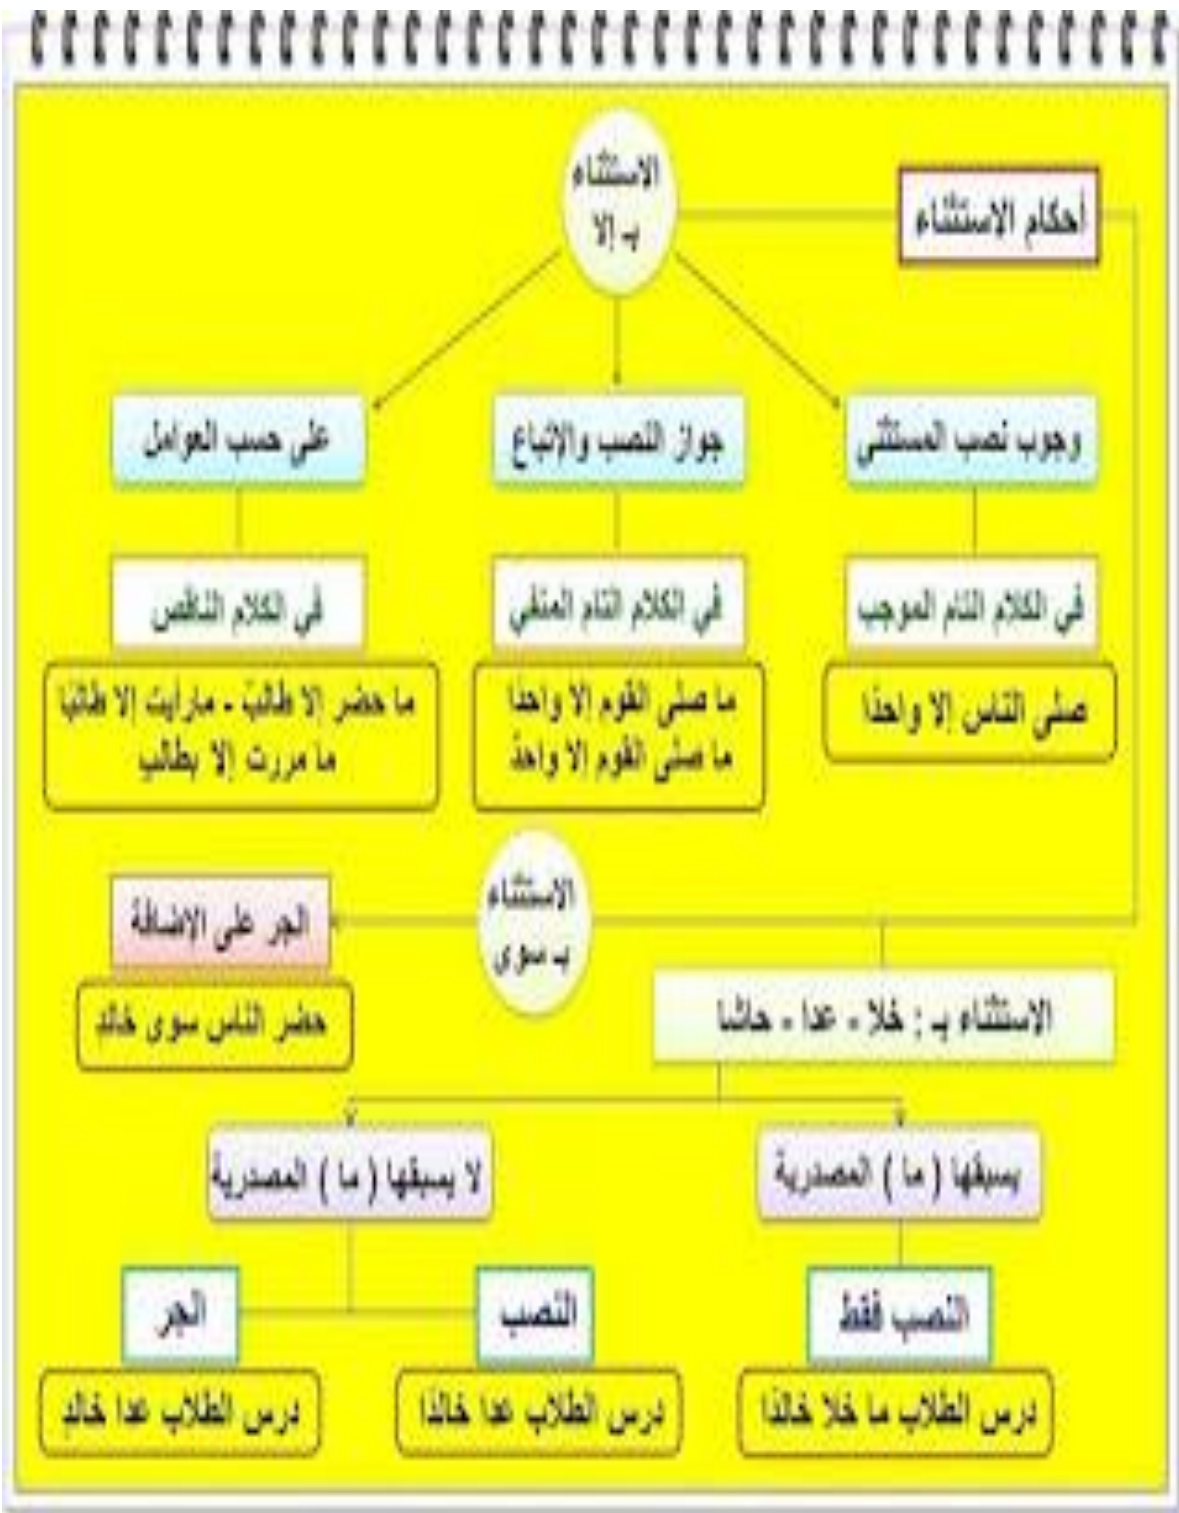 أحكام الاستثناء
الاستثناء
بـ إلا
وجوب نصب المستثنى
جواز النصب والإتباع
على حسب العوامل
في الكلام التام الموجب
في الكلام التام المنفي
في الكلام الناقص
صلى الناس إلا واحدًا
ما صلى القوم إلا واحدًا
ما صلى القوم إلا واحدٌ
ما حضر إلا طالبٌ - مارأيت إلا طالبًا
ما مررت إلا بطالبٍ
الاستثناء
بـ سوى
الجر على الاضافة
حضر الناس سوى خالدٍ
الاستثناء بـ : خلا - عدا - حاشا
يسبقها ( ما ) المصدرية
لا يسبقها ( ما ) المصدرية
النصب فقط
النصب
الجر
درس الطلاب ما خلا خالدًا
درس الطلاب عدا خالدًا
درس الطلاب عدا خالدٍ